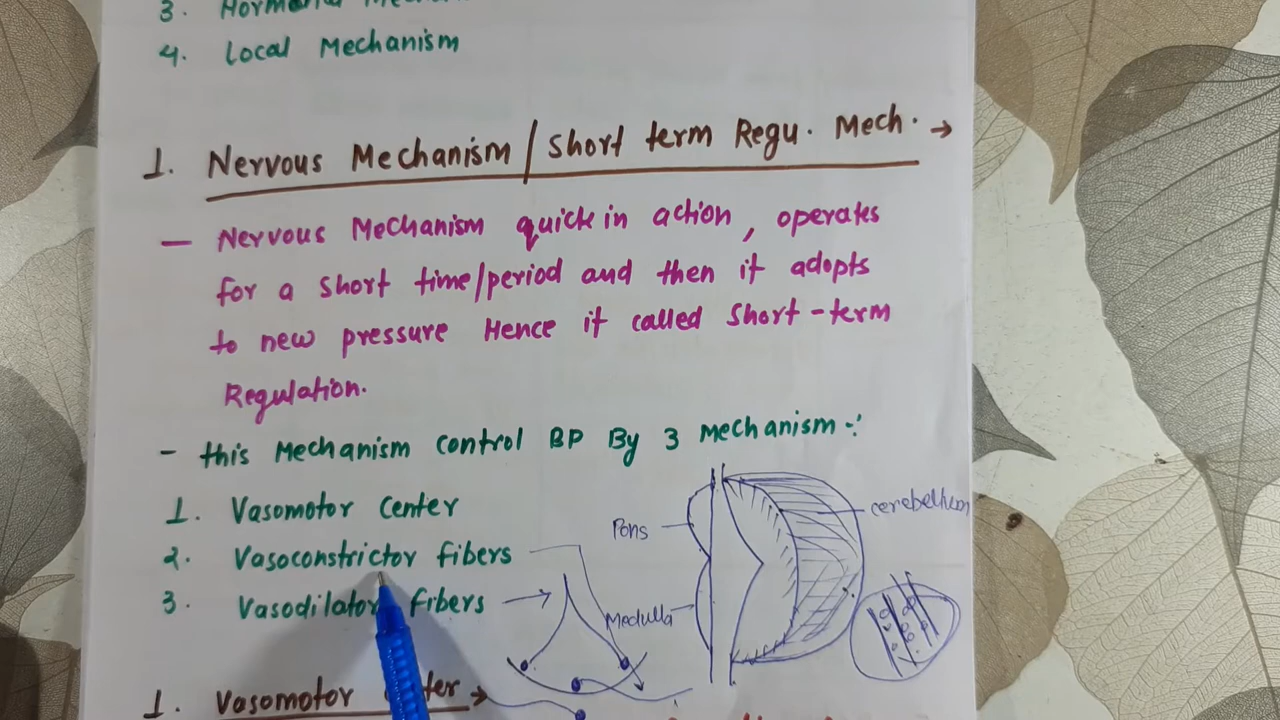 3. Hormonal
4. Local Mechanism
1. Nervous Mechanism / Short term Regu. Mech. →
— Nervous Mechanism quick in action, operates
for a short time/period and then it adopts
to new pressure Hence it called Short-term
Regulation.
- this Mechanism control BP By 3 mechanism :
1. Vasomotor Center
2. Vasoconstrictor fibers
3. Vasodilator fibers →
Pons
cerebellum
Medulla
1. Vasomotor →